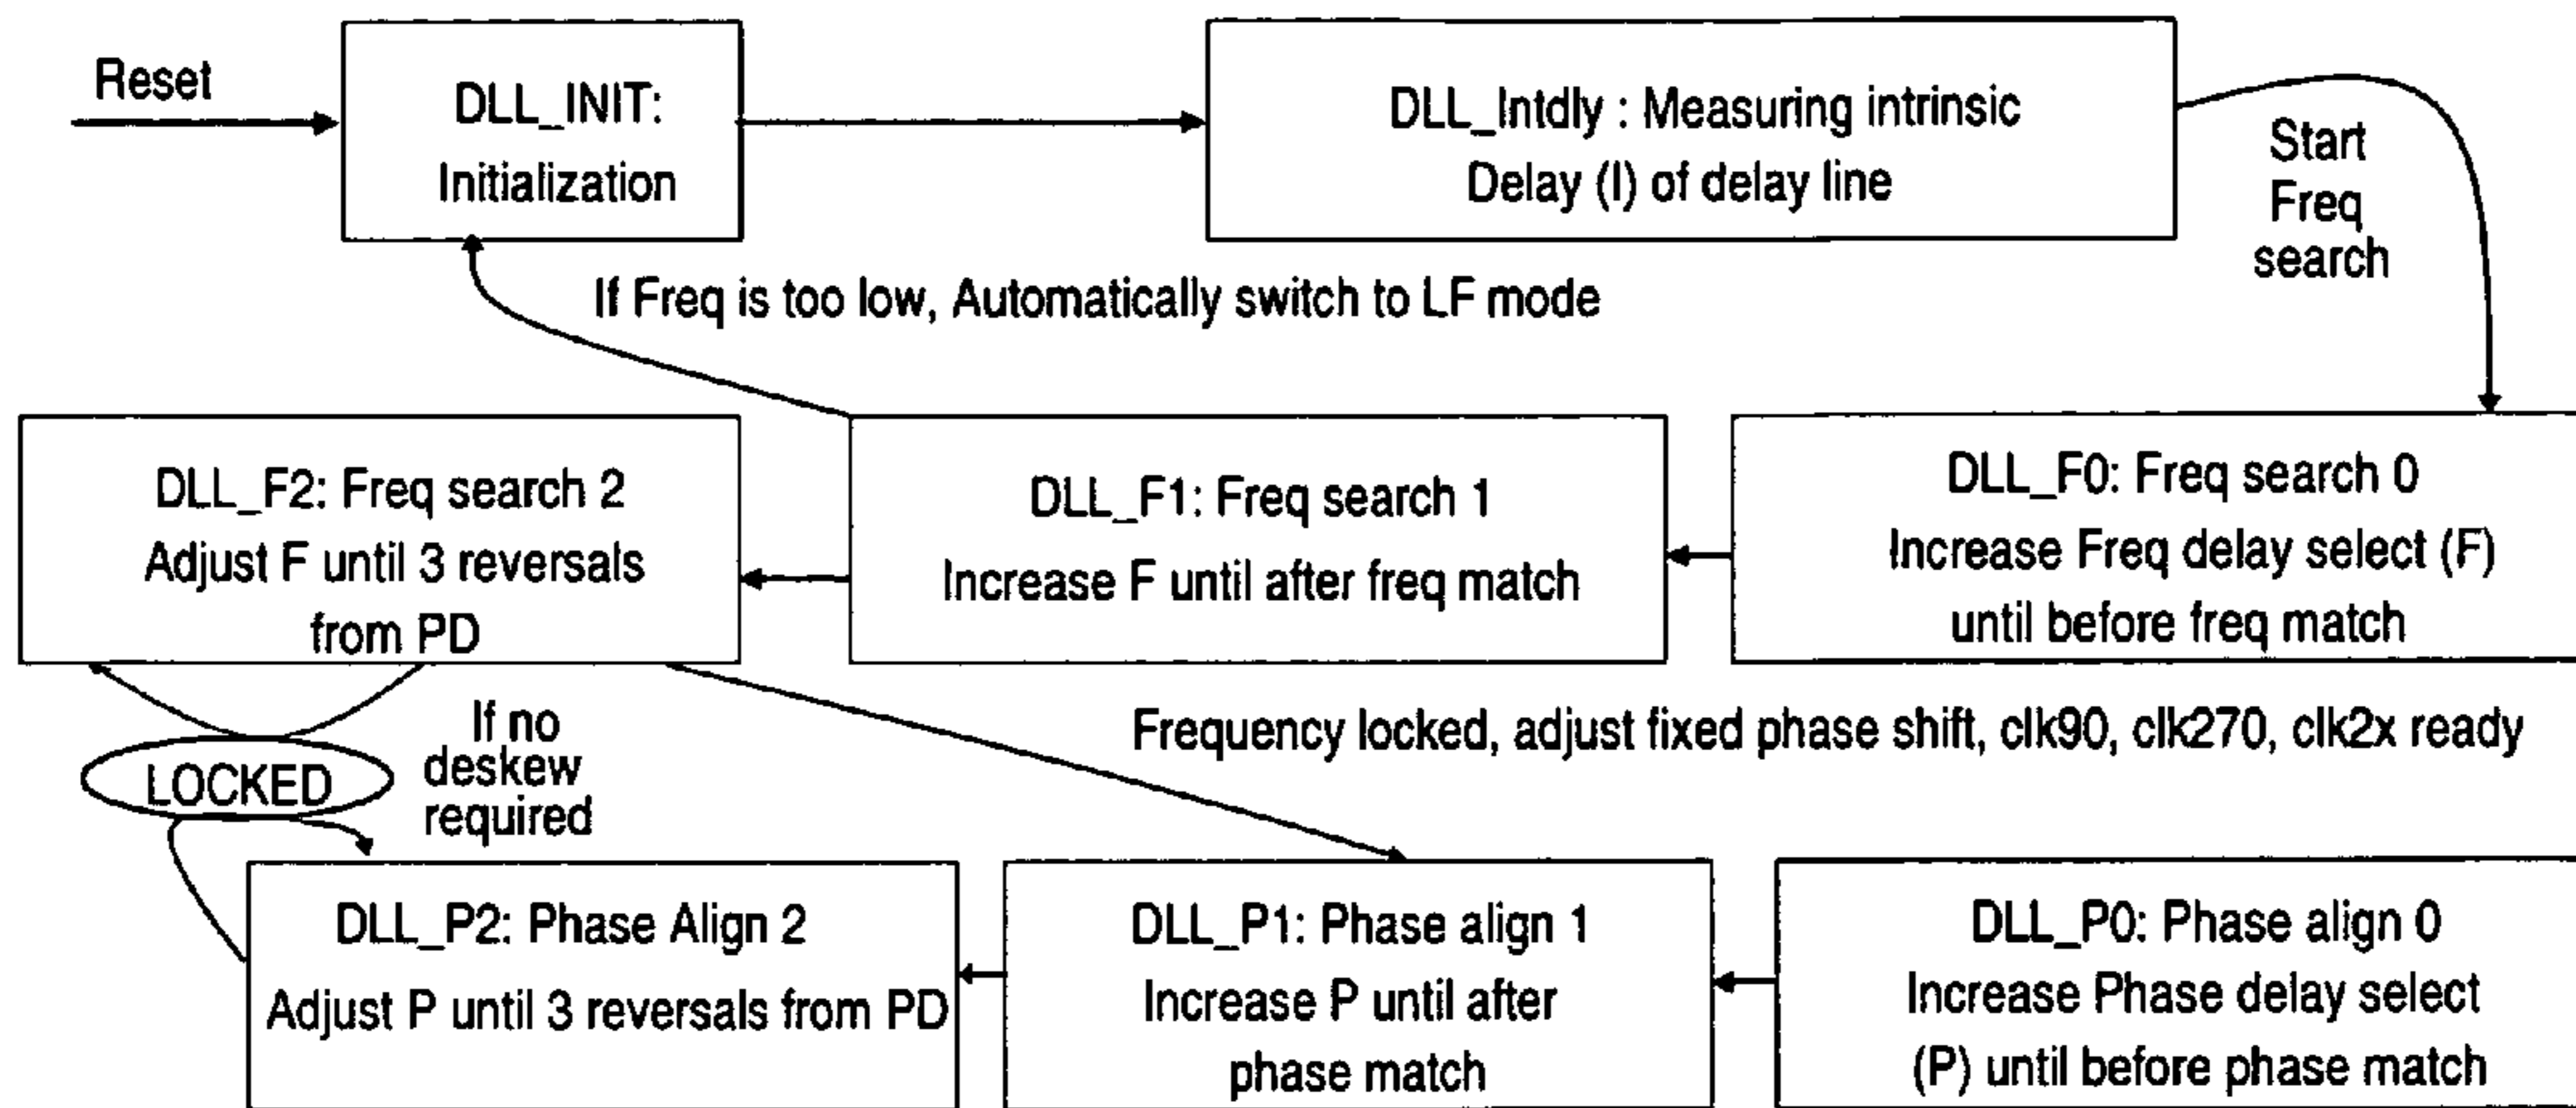 Reset
DLL_INIT:
Initialization
DLL_Intdly : Measuring intrinsic
Delay (I) of delay line
Start
Freq
search
If Freq is too low, Automatically switch to LF mode
DLL_F2: Freq search 2
Adjust F until 3 reversals
from PD
DLL_F1: Freq search 1
Increase F until after freq match
DLL_F0: Freq search 0
Increase Freq delay select (F)
until before freq match
If no
deskew
required
LOCKED
Frequency locked, adjust fixed phase shift, clk90, clk270, clk2x ready
DLL_P2: Phase Align 2
Adjust P until 3 reversals from PD
DLL_P1: Phase align 1
Increase P until after
phase match
DLL_P0: Phase align 0
Increase Phase delay select
(P) until before phase match